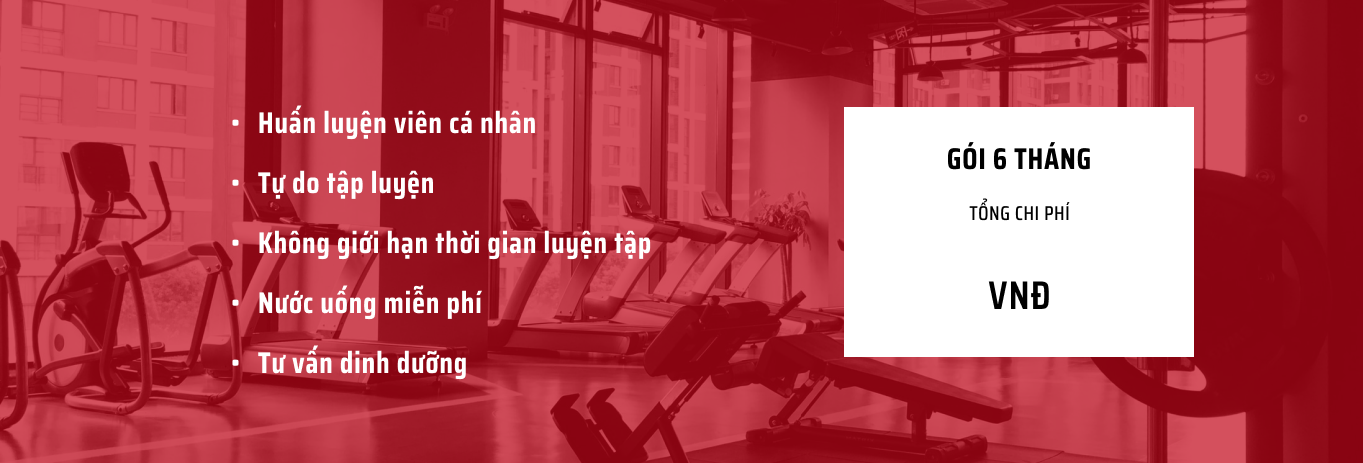 • Huấn luyện viên cá nhân
• Tự do tập luyện
• Không giới hạn thời gian luyện tập
• Nước uống miễn phí
• Tư vấn dinh dưỡng
GÓI 6 THÁNG
TỔNG CHI PHÍ
VNĐ